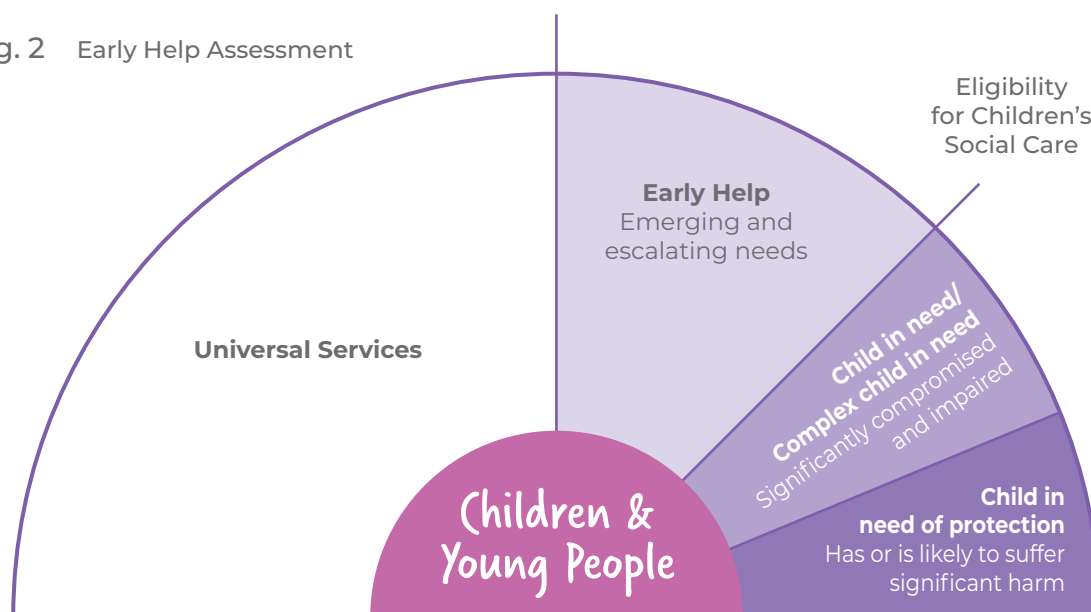 g. 2 Early Help Assessment
Eligibility
for Children's
Social Care
Early Help
Emerging and
escalating needs
Universal Services
Child in need/
Complex child in need
Significantly compromised
and impaired
Child in
need of protection
Has or is likely to suffer
significant harm
Children &
Young People